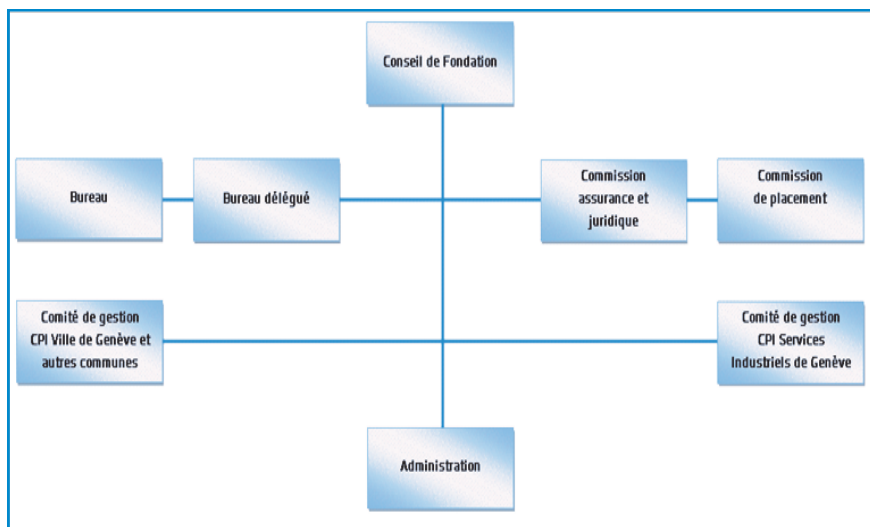 Conseil de Fondation
Bureau
Bureau délégué
Commission
assurance et
juridique
Commission
de placement
Comité de gestion
CPI Ville de Genève et
autres communes
Comité de gestion
CPI Services
Industriels de Genève
Administration